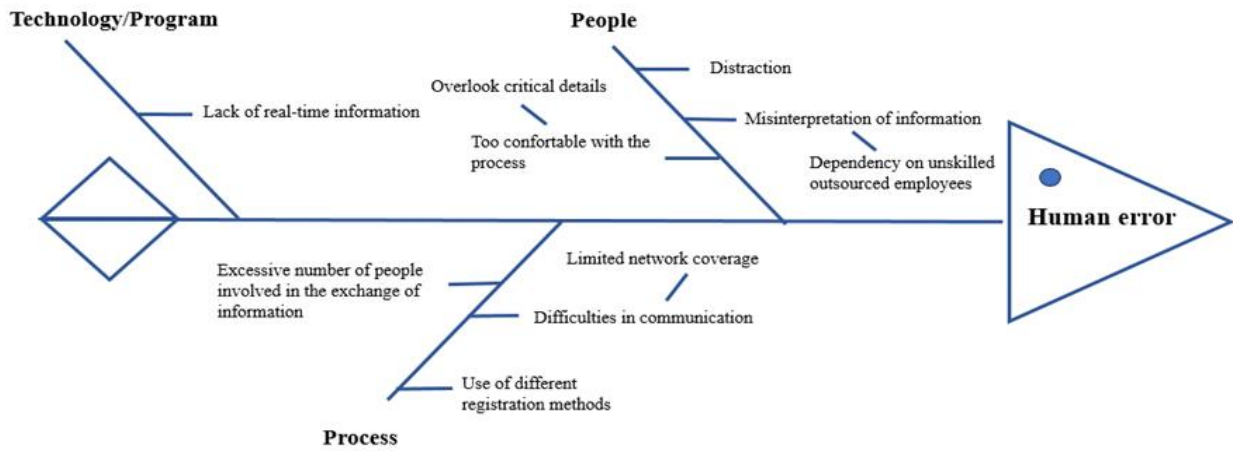 Technology/Program
People
Distraction
Overlook critical details
Lack of real-time information
Misinterpretation of information
Too confortable with the
process
Dependency on unskilled
outsourced employees
Human error
Limited network coverage
Excessive number of people
involved in the exchange of
information
Difficulties in communication
Use of different
registration methods
Process